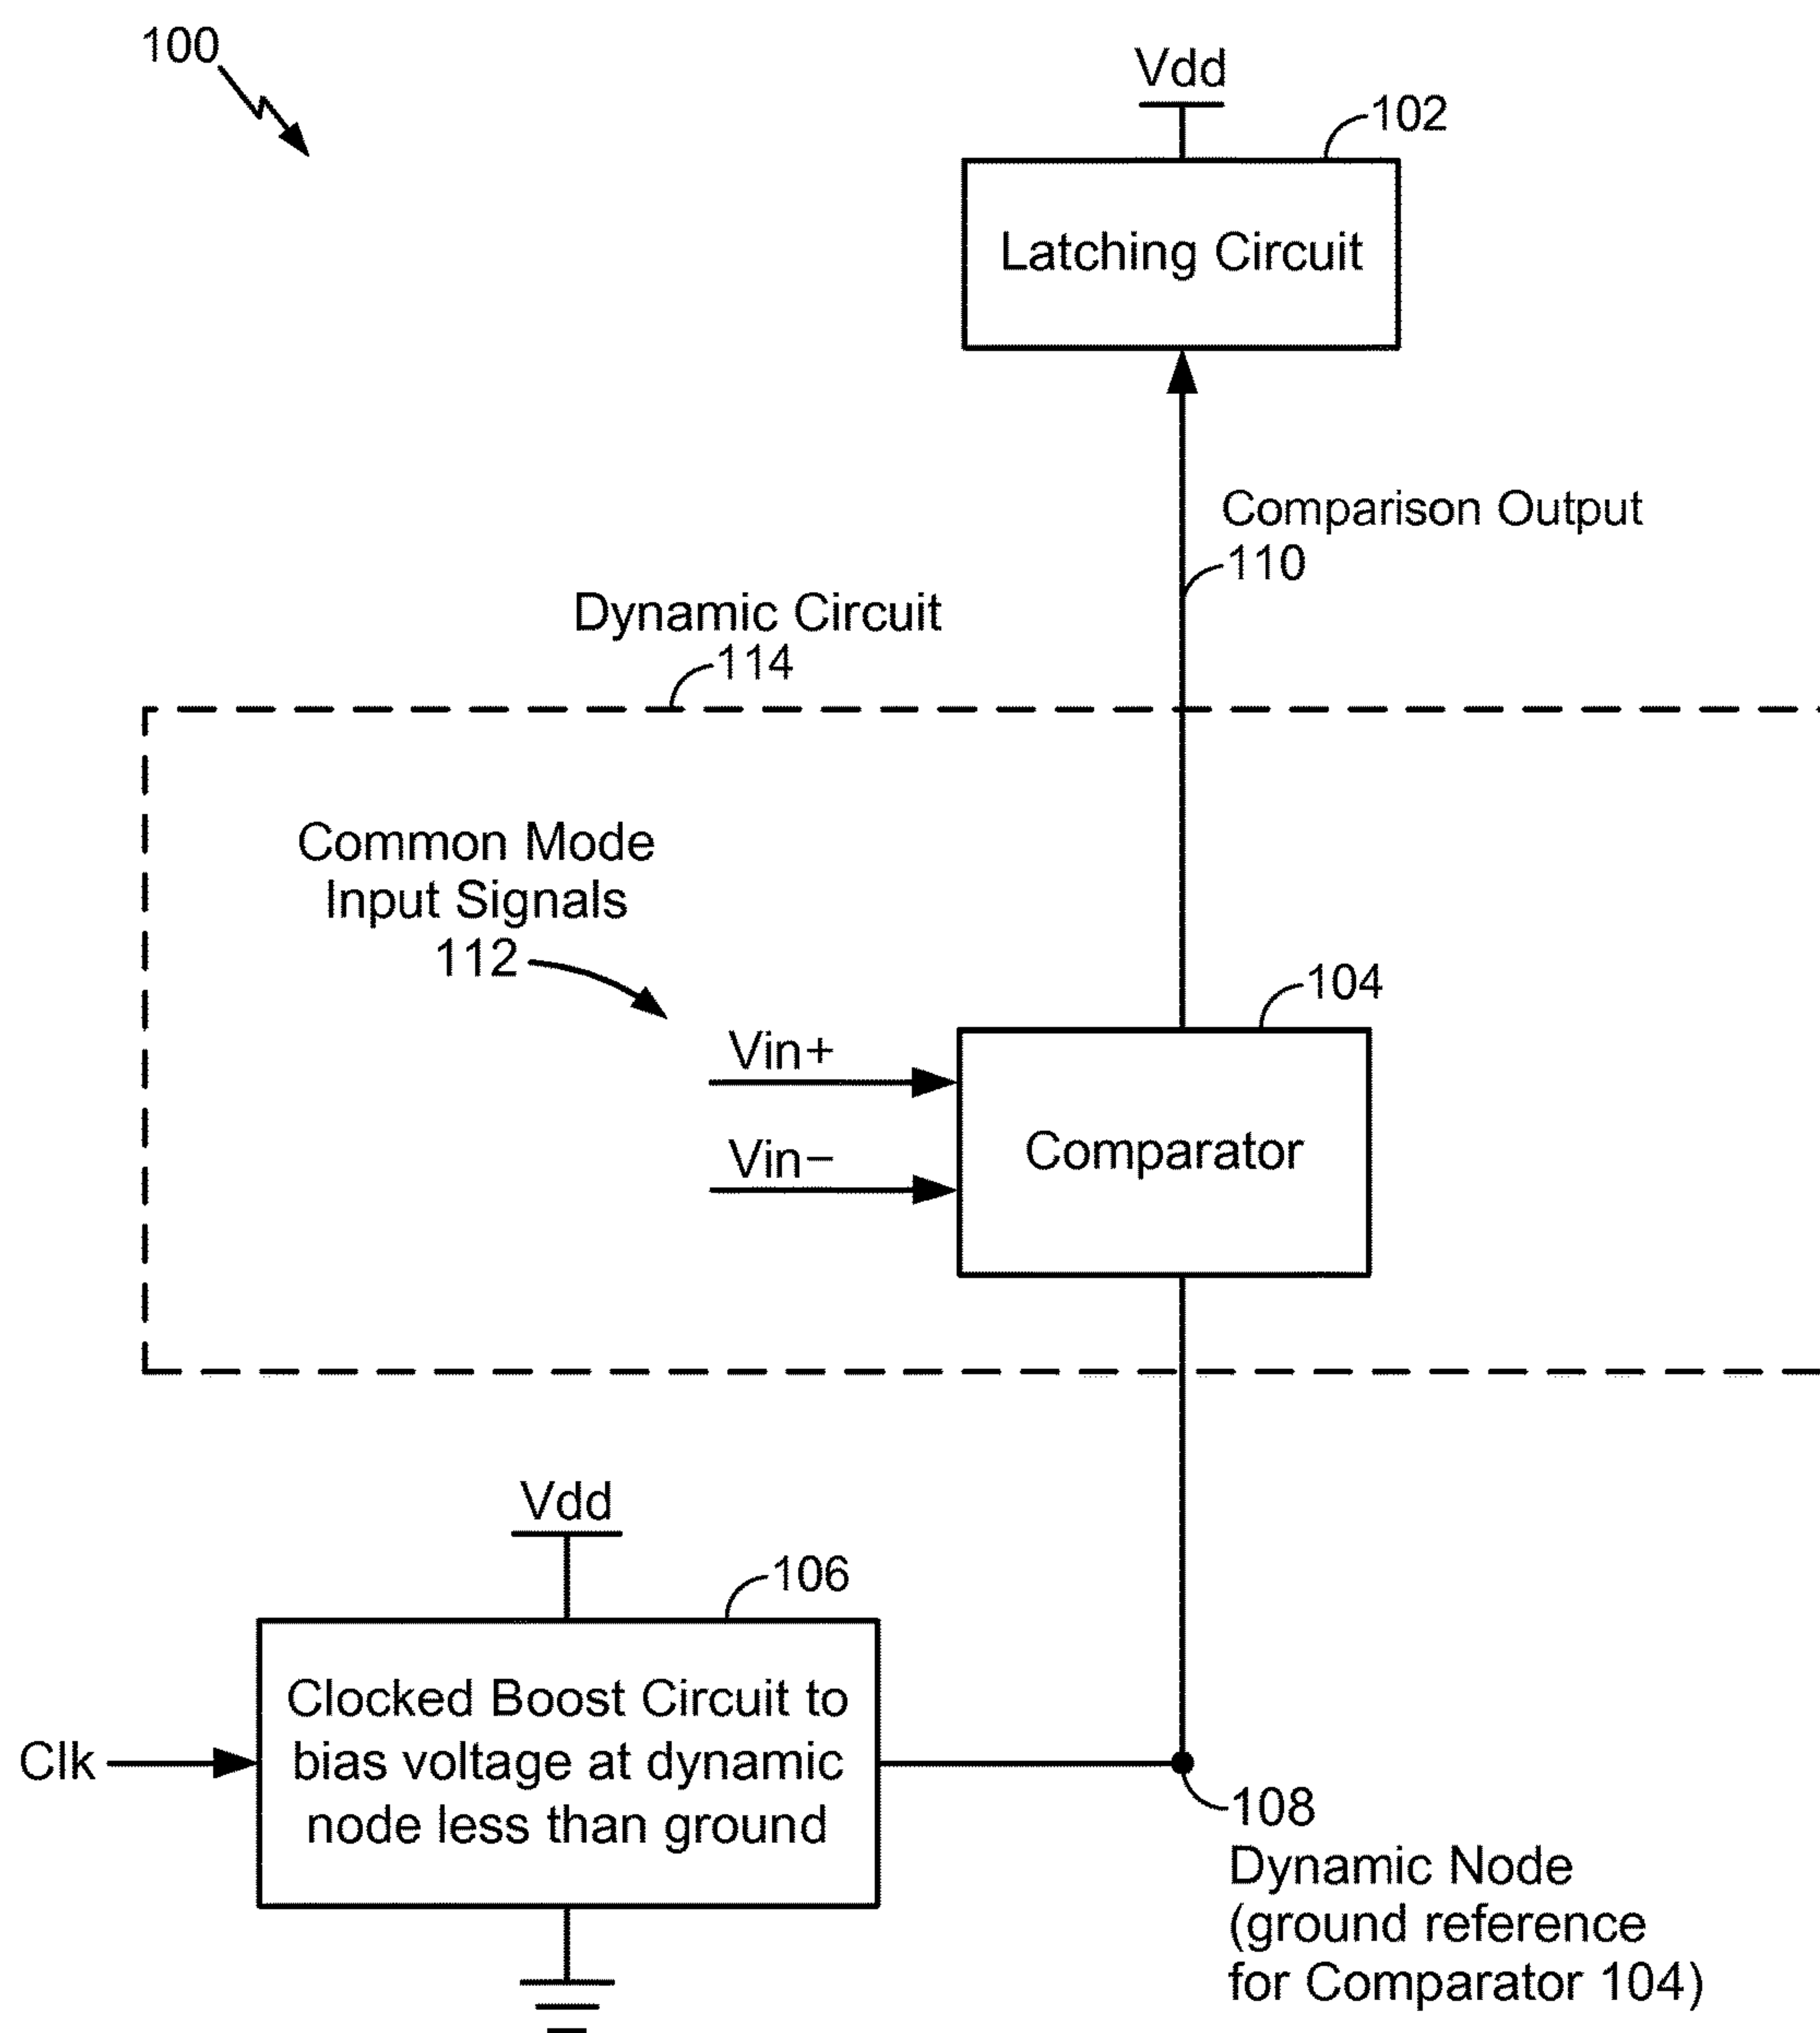 100
Vdd
102
Latching Circuit
Comparison Output
110
Dynamic Circuit
114
Common Mode
Input Signals
112
104
Vin+
Vin−
Comparator
Vdd
106
Clocked Boost Circuit to
bias voltage at dynamic
node less than ground
Clk
108
Dynamic Node
(ground reference
for Comparator 104)